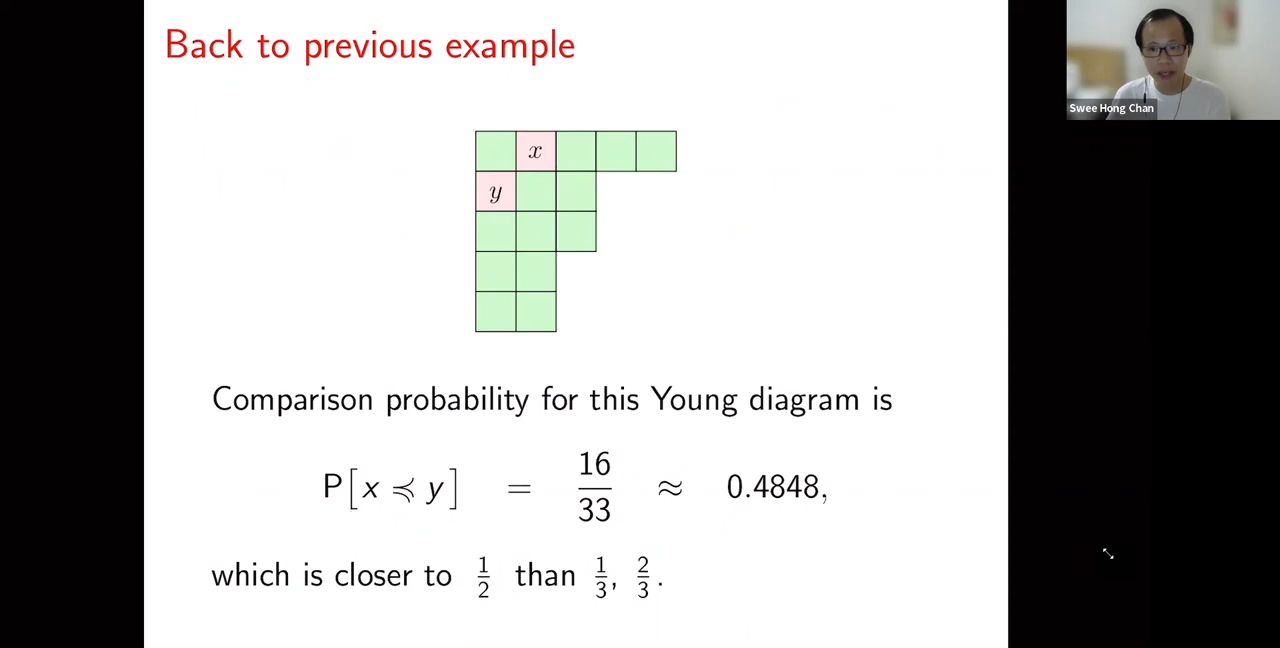 Back to previous example
Swee Hong Chan
x
y
Comparison probability for this Young diagram is
P[x ≼ y] = 16/33 ≈ 0.4848,
which is closer to 1/2 than 1/3, 2/3.